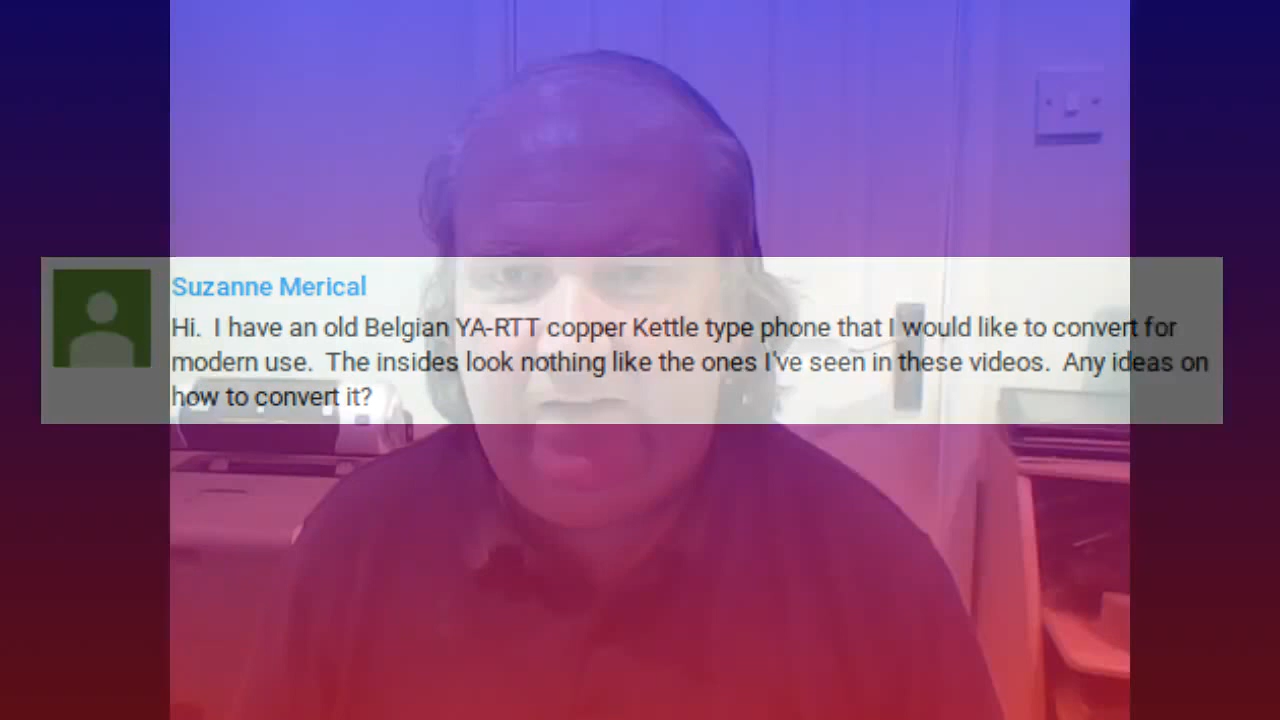 Suzanne Merical
Hi.  I have an old Belgian YA-RTT copper Kettle type phone that I would like to convert for
modern use.  The insides look nothing like the ones I've seen in these videos.  Any ideas on
how to convert it?